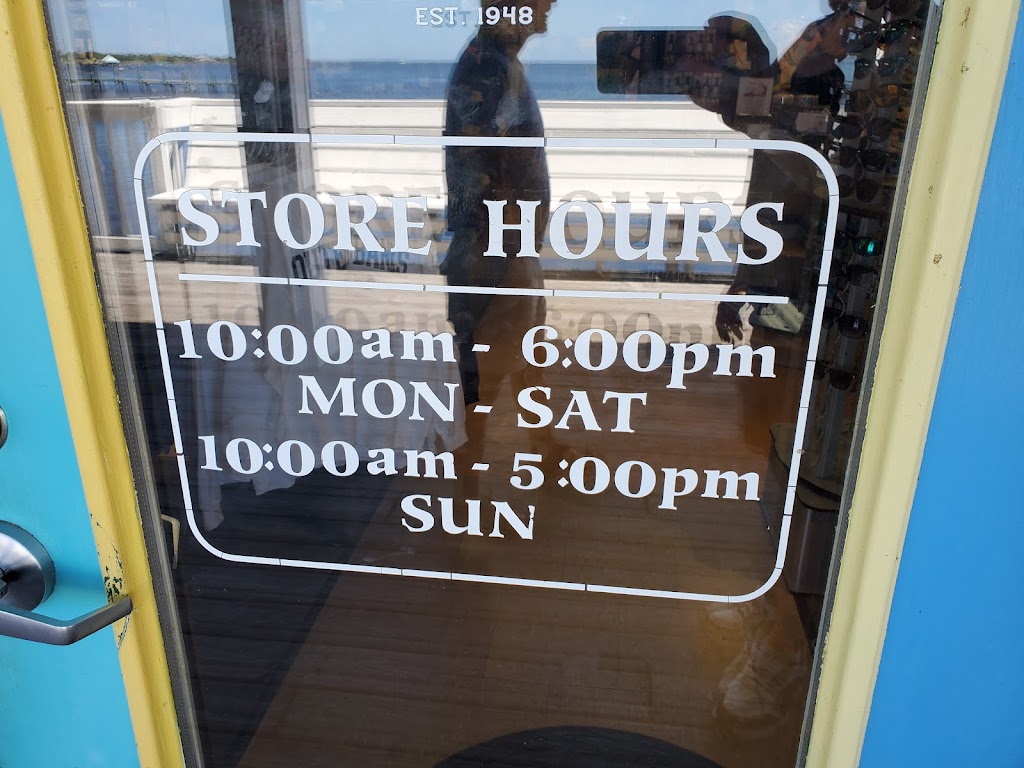 EST. 1948
STORE HOURS
10:00am - 6:00pm
MON - SAT
10:00am - 5:00pm
SUN